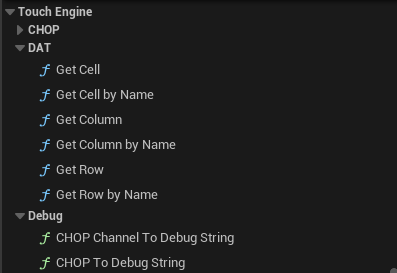 Touch Engine
CHOP
DAT
Get Cell
Get Cell by Name
Get Column
Get Column by Name
Get Row
Get Row by Name
Debug
CHOP Channel To Debug String
CHOP To Debug String